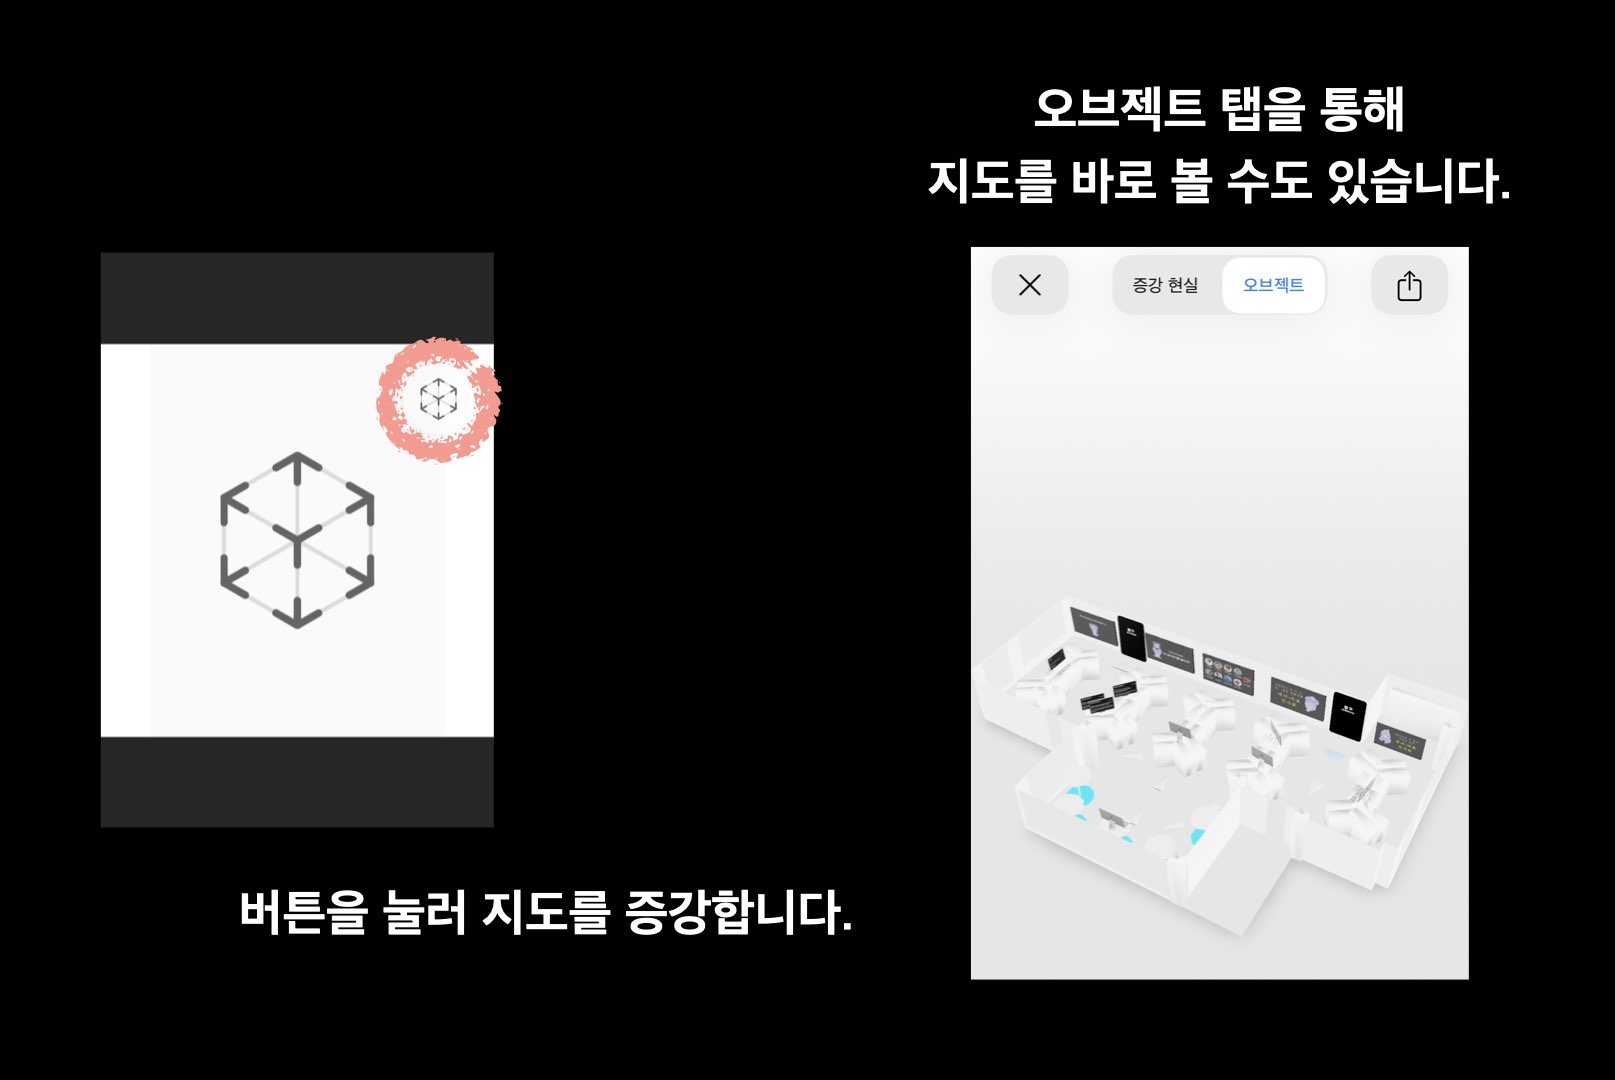 오브젝트 탭을 통해
지도를 바로 볼 수도 있습니다.
증강 현실
오브젝트
버튼을 눌러 지도를 증강합니다.